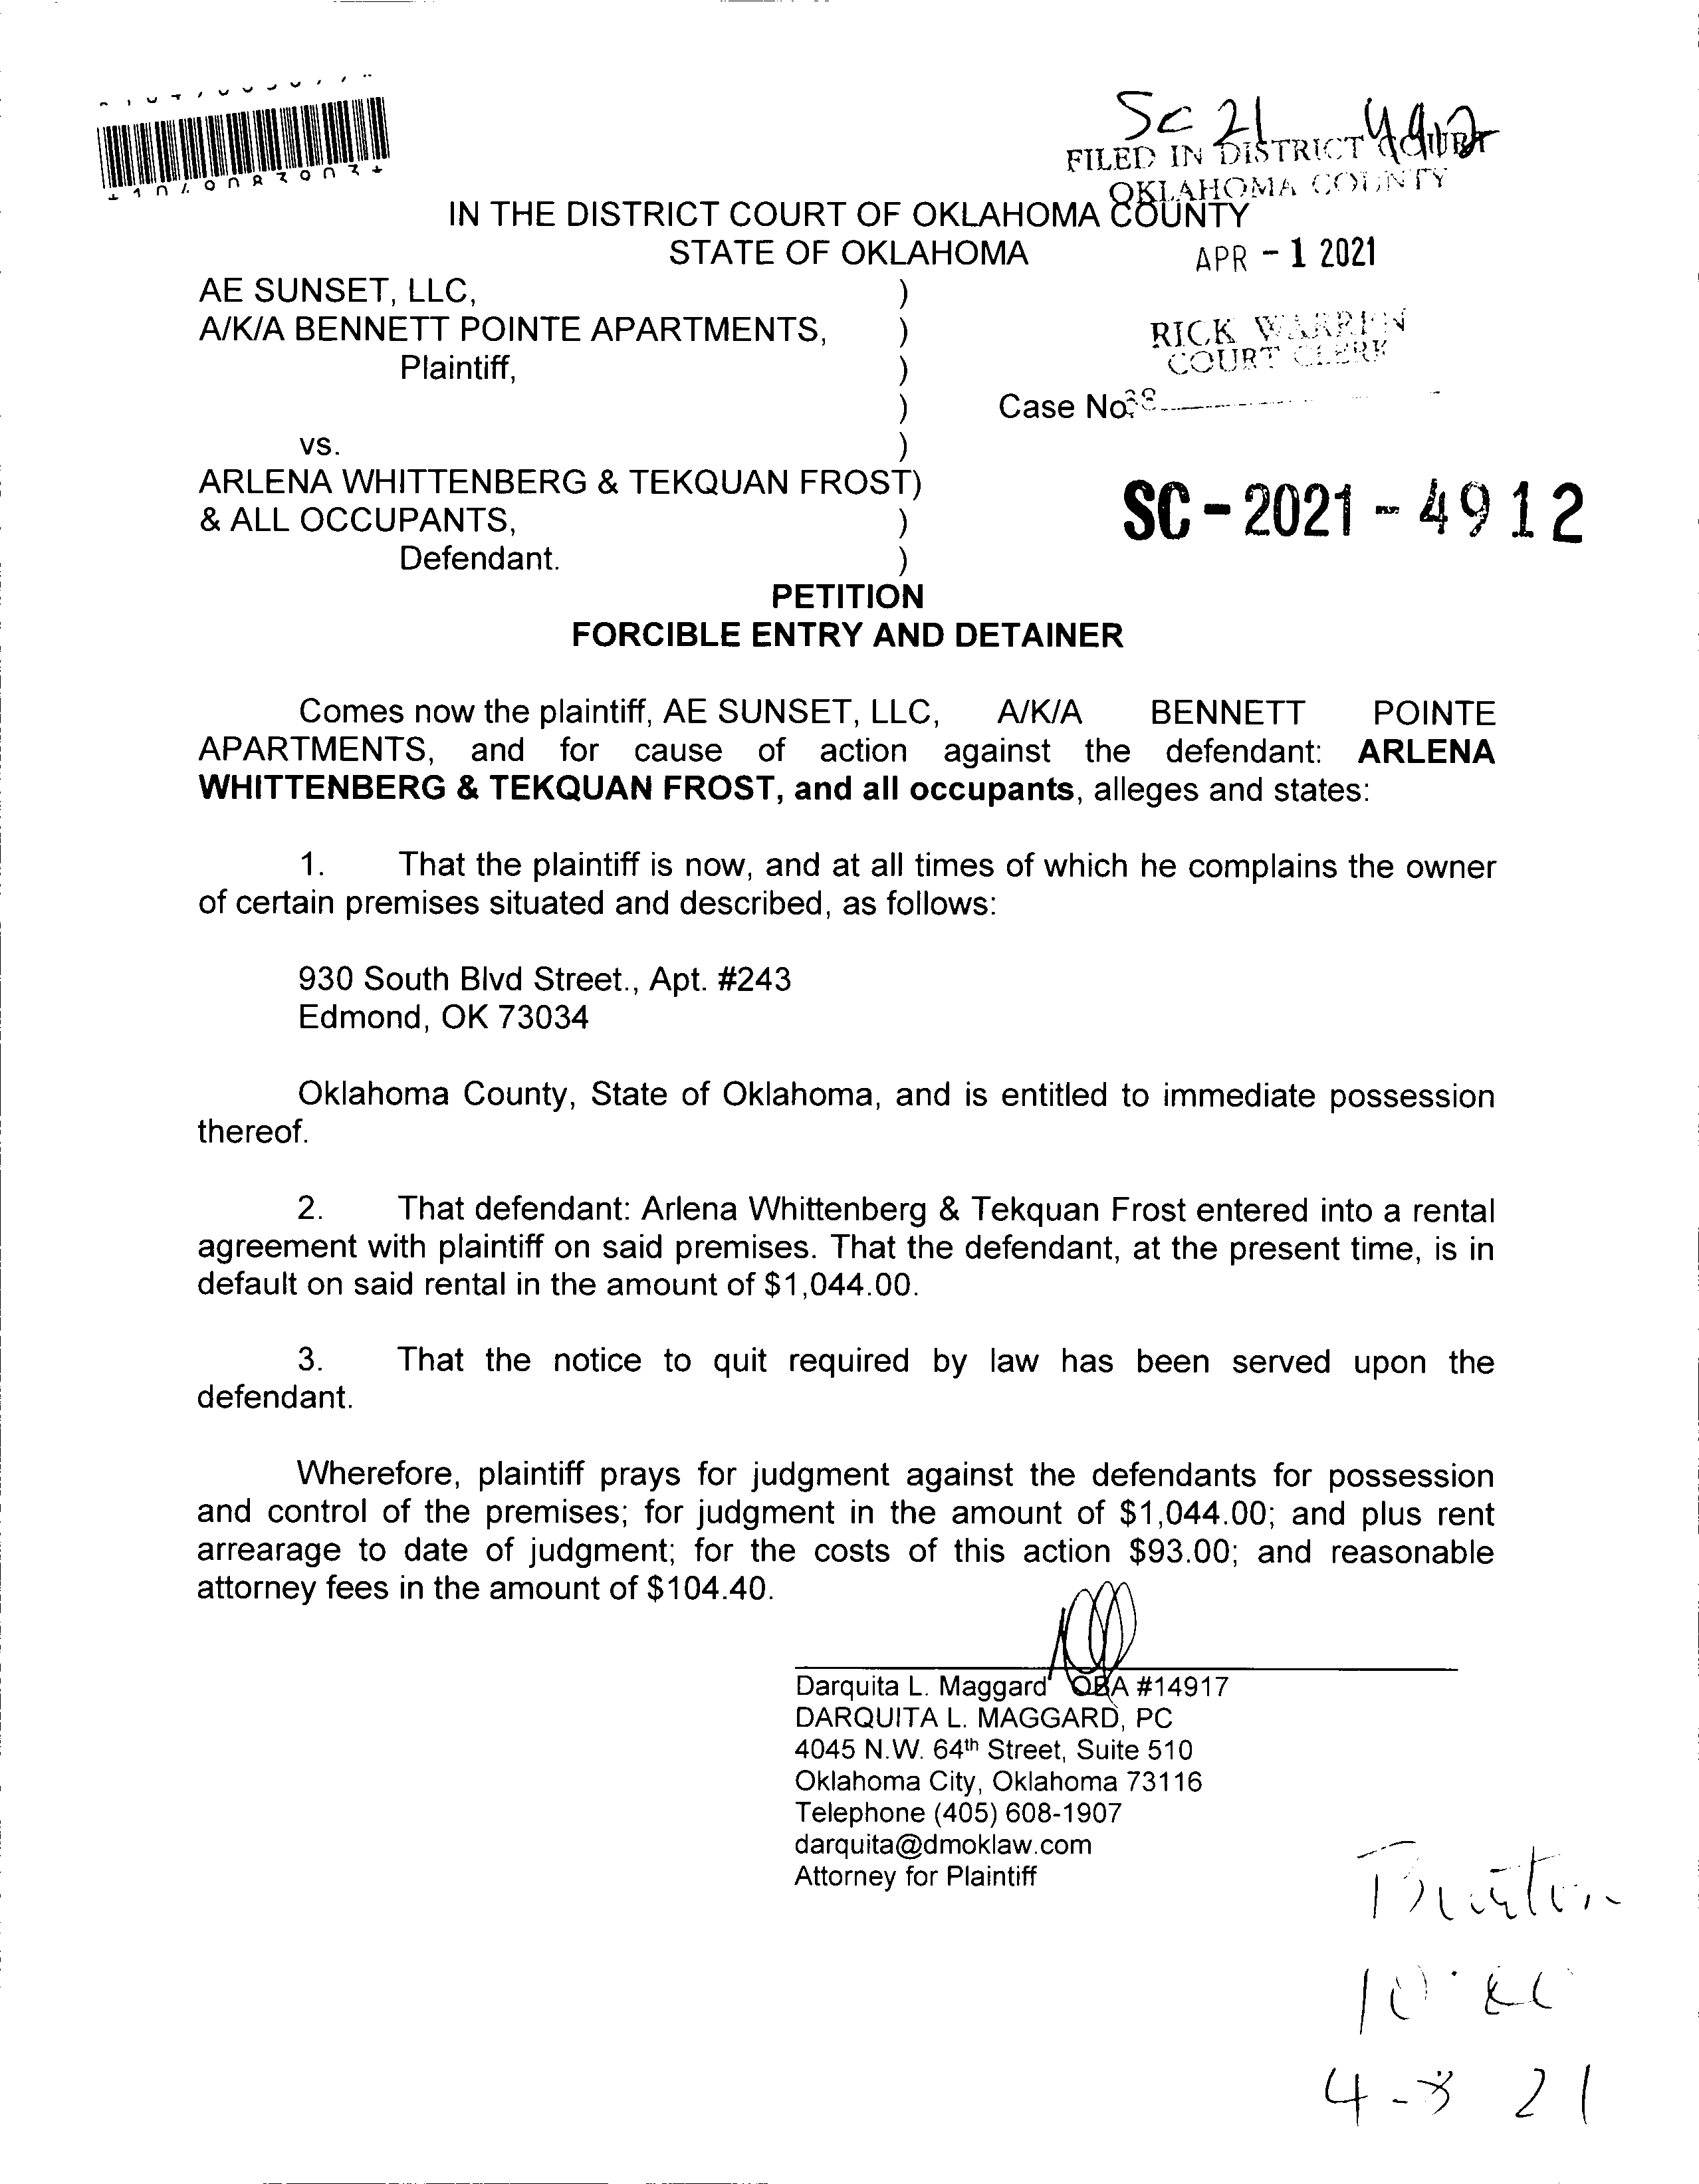 SC 21 4912
FILED IN DISTRICT COURT
OKLAHOMA COUNTY
IN THE DISTRICT COURT OF OKLAHOMA COUNTY
STATE OF OKLAHOMA
APR - 1 2021
AE SUNSET, LLC, )
A/K/A BENNETT POINTE APARTMENTS, )
RICK WARREN
COURT CLERK
Plaintiff, )
) Case No.
vs. )
ARLENA WHITTENBERG & TEKQUAN FROST)
& ALL OCCUPANTS, )
SC - 2021 - 4912
Defendant. )
PETITION
FORCIBLE ENTRY AND DETAINER
Comes now the plaintiff, AE SUNSET, LLC, A/K/A BENNETT POINTE
APARTMENTS, and for cause of action against the defendant: ARLENA
WHITTENBERG & TEKQUAN FROST, and all occupants, alleges and states:
1. That the plaintiff is now, and at all times of which he complains the owner
of certain premises situated and described, as follows:
930 South Blvd Street., Apt. #243
Edmond, OK 73034
Oklahoma County, State of Oklahoma, and is entitled to immediate possession
thereof.
2. That defendant: Arlena Whittenberg & Tekquan Frost entered into a rental
agreement with plaintiff on said premises. That the defendant, at the present time, is in
default on said rental in the amount of $1,044.00.
3. That the notice to quit required by law has been served upon the
defendant.
Wherefore, plaintiff prays for judgment against the defendants for possession
and control of the premises; for judgment in the amount of $1,044.00; and plus rent
arrearage to date of judgment; for the costs of this action $93.00; and reasonable
attorney fees in the amount of $104.40.
Darquita L. Maggard OBA #14917
DARQUITA L. MAGGARD, PC
4045 N.W. 64th Street, Suite 510
Oklahoma City, Oklahoma 73116
Telephone (405) 608-1907
darquita@dmoklaw.com
Attorney for Plaintiff